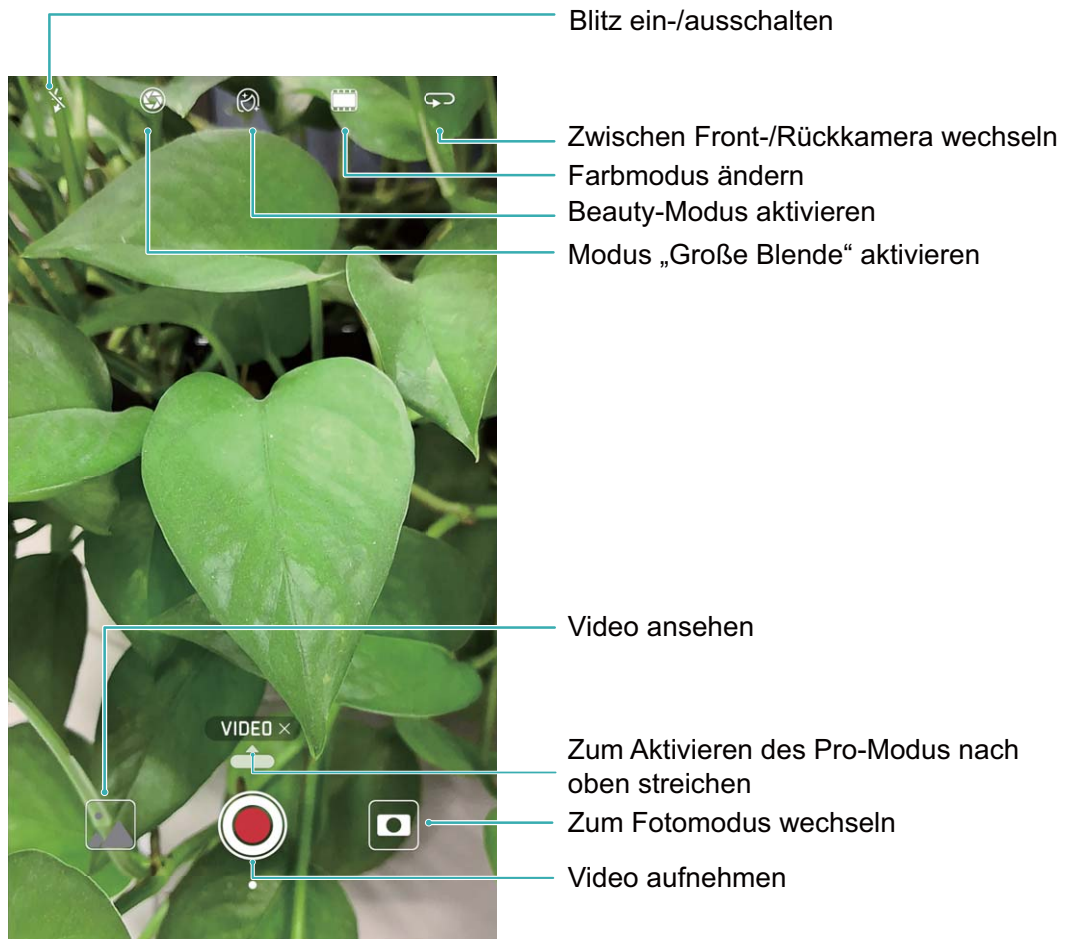 Blitz ein-/ausschalten
Zwischen Front-/Rückkamera wechseln
Farbmodus ändern
Beauty-Modus aktivieren
Modus „Große Blende“ aktivieren
Video ansehen
VIDEO ×
Zum Aktivieren des Pro-Modus nach
oben streichen
Zum Fotomodus wechseln
Video aufnehmen